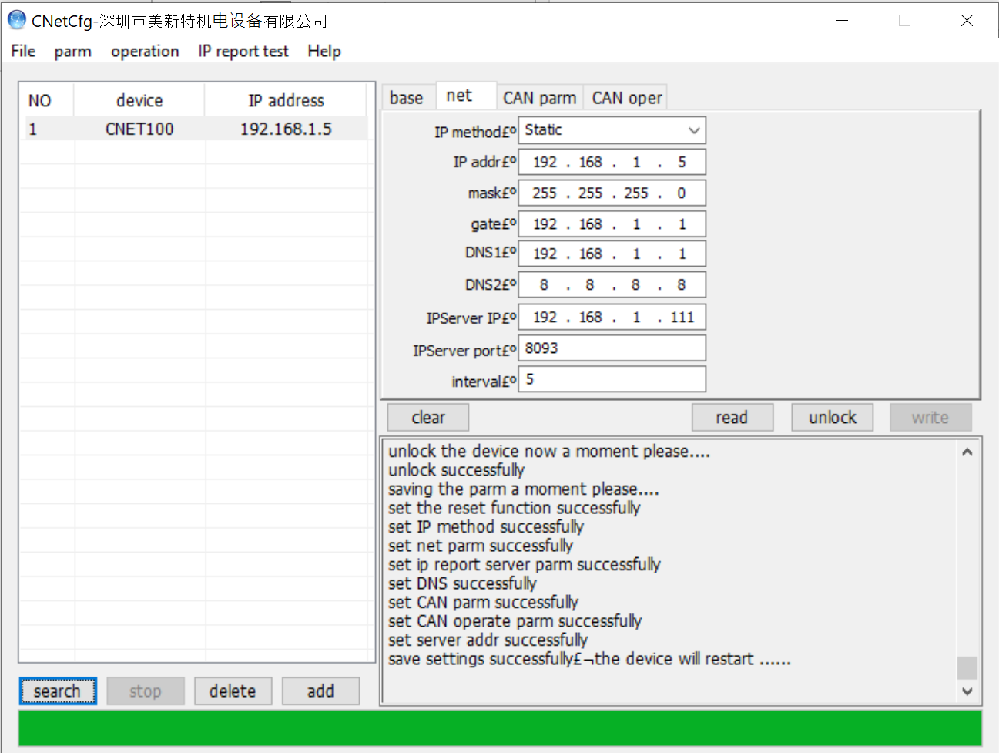 CNetCfg-深圳市美新特机电设备有限公司
File parm operation IP report test Help
NO device IP address
1 CNET100 192.168.1.5
base net CAN parm CAN oper
IP method£º Static
IP addr£º 192 . 168 . 1 . 5
mask£º 255 . 255 . 255 . 0
gate£º 192 . 168 . 1 . 1
DNS1£º 192 . 168 . 1 . 1
DNS2£º 8 . 8 . 8 . 8
IPServer IP£º 192 . 168 . 1 . 111
IPServer port£º 8093
interval£º 5
clear read unlock write
unlock the device now a moment please....
unlock successfully
saving the parm a moment please....
set the reset function successfully
set IP method successfully
set net parm successfully
set ip report server parm successfully
set DNS successfully
set CAN parm successfully
set CAN operate parm successfully
set server addr successfully
save settings successfully£¬the device will restart ......
search stop delete add